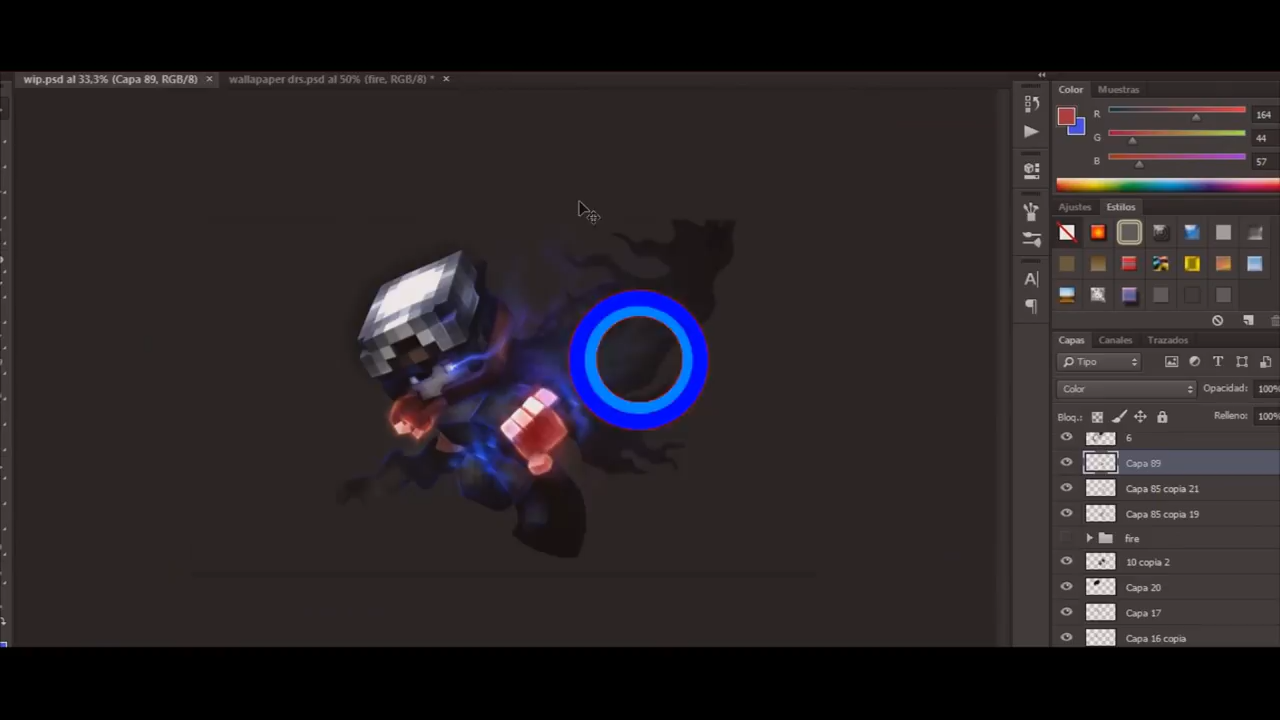 wip.psd al 33,3% (Capa 89, RGB/8) × wallapaper drs.psd al 50% (fire, RGB/8) * ×
Color Muestras
R 164
G 44
B 57
Ajustes Estilos
Capas Canales Trazados
Tipo
Color Opacidad: 100%
Bloq.: Relleno: 100%
6
Capa 89
Capa 85 copia 21
Capa 85 copia 19
fire
10 copia 2
Capa 20
Capa 17
Capa 16 copia